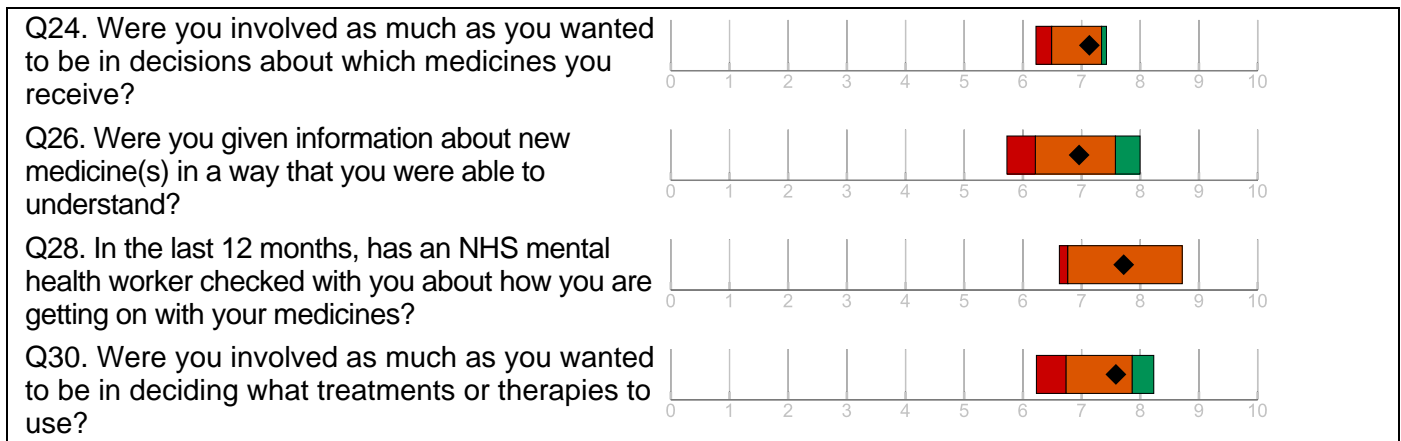 Q24. Were you involved as much as you wanted
to be in decisions about which medicines you
receive?
0 1 2 3 4 5 6 7 8 9 10
Q26. Were you given information about new
medicine(s) in a way that you were able to
understand?
0 1 2 3 4 5 6 7 8 9 10
Q28. In the last 12 months, has an NHS mental
health worker checked with you about how you are
getting on with your medicines?
0 1 2 3 4 5 6 7 8 9 10
Q30. Were you involved as much as you wanted
to be in deciding what treatments or therapies to
use?
0 1 2 3 4 5 6 7 8 9 10